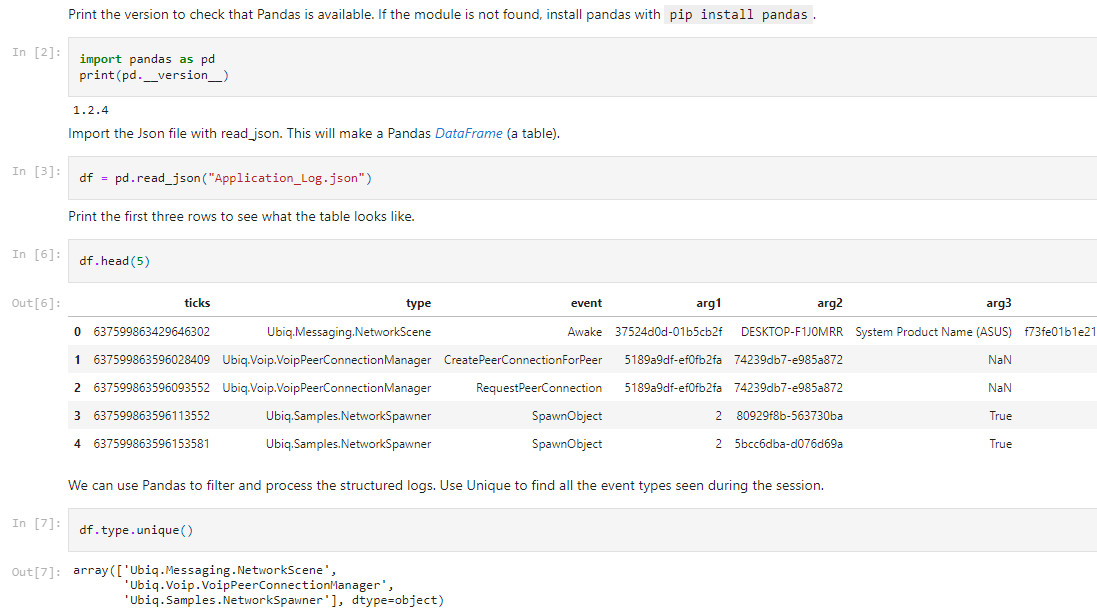 Print the version to check that Pandas is available. If the module is not found, install pandas with pip install pandas .
In [2]:
import pandas as pd
print(pd.__version__)
1.2.4
Import the Json file with read_json. This will make a Pandas DataFrame (a table).
In [3]:
df = pd.read_json("Application_Log.json")
Print the first three rows to see what the table looks like.
In [6]:
df.head(5)
Out[6]:
ticks type event arg1 arg2 arg3
0 637599863429646302 Ubiq.Messaging.NetworkScene Awake 37524d0d-01b5cb2f DESKTOP-F1J0MRR System Product Name (ASUS) f73fe01b1e21
1 637599863596028409 Ubiq.Voip.VoipPeerConnectionManager CreatePeerConnectionForPeer 5189a9df-ef0fb2fa 74239db7-e985a872 NaN
2 637599863596093552 Ubiq.Voip.VoipPeerConnectionManager RequestPeerConnection 5189a9df-ef0fb2fa 74239db7-e985a872 NaN
3 637599863596113552 Ubiq.Samples.NetworkSpawner SpawnObject 2 80929f8b-563730ba True
4 637599863596153581 Ubiq.Samples.NetworkSpawner SpawnObject 2 5bcc6dba-d076d69a True
We can use Pandas to filter and process the structured logs. Use Unique to find all the event types seen during the session.
In [7]:
df.type.unique()
Out[7]:
array(['Ubiq.Messaging.NetworkScene',
'Ubiq.Voip.VoipPeerConnectionManager',
'Ubiq.Samples.NetworkSpawner'], dtype=object)